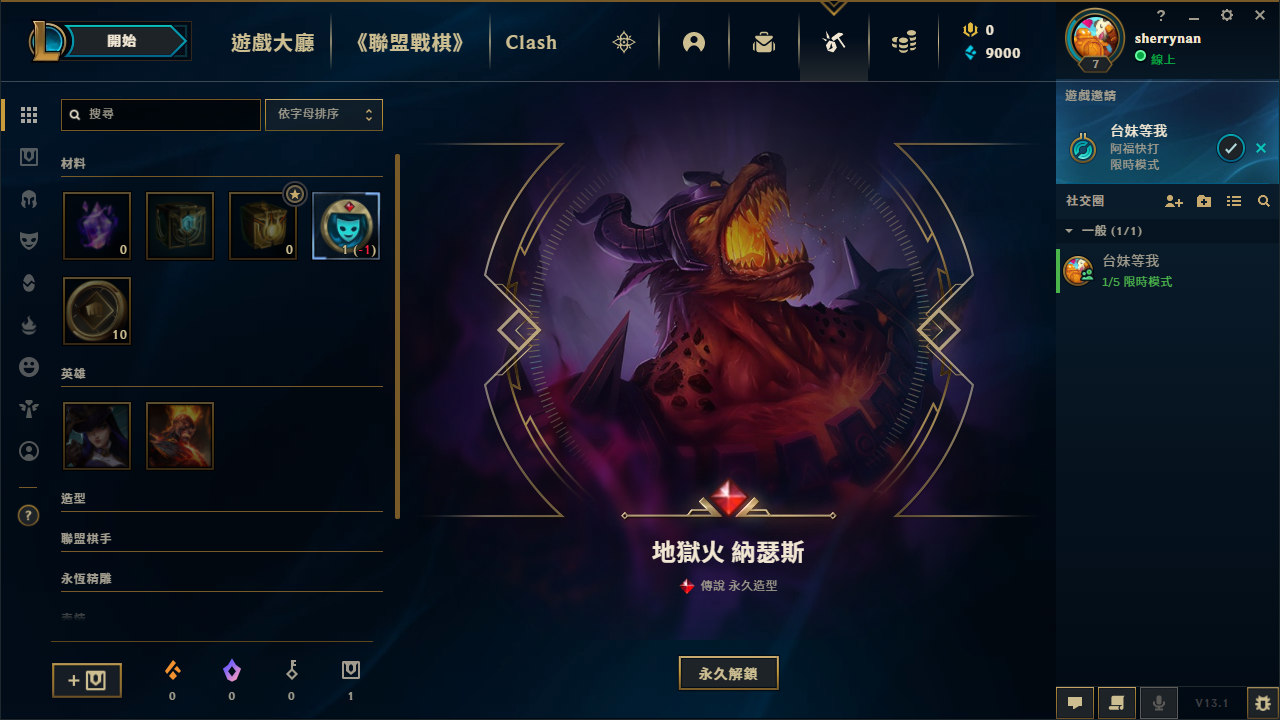 開始
遊戲大廳
《聯盟戰棋》
Clash
0
9000
?
sherrynan
線上
7
遊戲邀請
台妹等我
阿福快打
限時模式
社交圈
一般 (1/1)
台妹等我
1/5 限時模式
搜尋
依字母排序
材料
0
0
1 (-1)
10
英雄
造型
聯盟棋手
永恆精雕
表情
?
0
0
0
1
地獄火 納瑟斯
傳說 永久造型
永久解鎖
V13.1